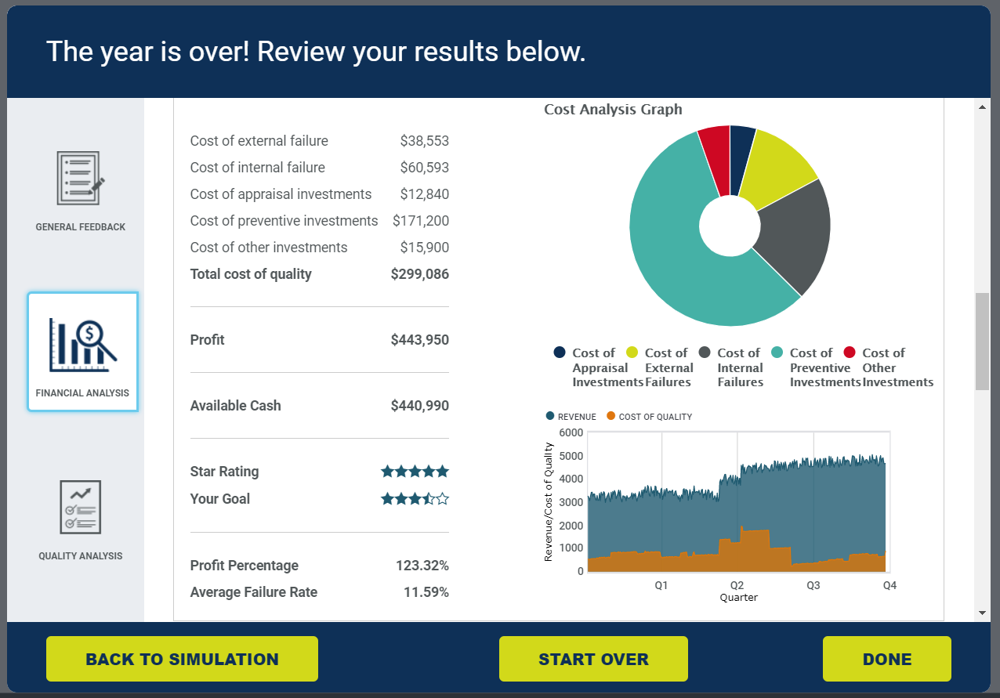 The year is over! Review your results below.
GENERAL FEEDBACK
FINANCIAL ANALYSIS
QUALITY ANALYSIS
Cost of external failure $38,553
Cost of internal failure $60,593
Cost of appraisal investments $12,840
Cost of preventive investments $171,200
Cost of other investments $15,900
Total cost of quality $299,086
Profit $443,950
Available Cash $440,990
Star Rating
Your Goal
Profit Percentage 123.32%
Average Failure Rate 11.59%
Cost Analysis Graph
Cost of Appraisal Investments
Cost of External Failures
Cost of Internal Failures
Cost of Preventive Investments
Cost of Other Investments
REVENUE COST OF QUALITY
Revenue/Cost of Quality
6000
5000
4000
3000
2000
1000
0
Q1 Q2 Q3 Q4
Quarter
$
BACK TO SIMULATION START OVER DONE